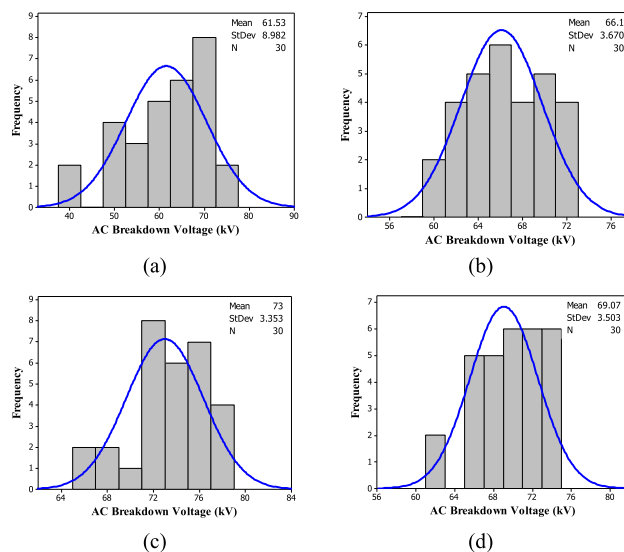 Mean 61.53
StDev 8.982
N 30
9
8
7
6
5
4
3
2
1
0
Frequency
40 50 60 70 80 90
AC Breakdown Voltage (kV)
(a)
Mean 66.1
StDev 3.670
N 30
7
6
5
4
3
2
1
0
Frequency
56 60 64 68 72 76
AC Breakdown Voltage (kV)
(b)
Mean 73
StDev 3.353
N 30
9
8
7
6
5
4
3
2
1
0
Frequency
64 68 72 76 80 84
AC Breakdown Voltage (kV)
(c)
Mean 69.07
StDev 3.503
N 30
7
6
5
4
3
2
1
0
Frequency
56 60 64 68 72 76 80
AC Breakdown Voltage (kV)
(d)